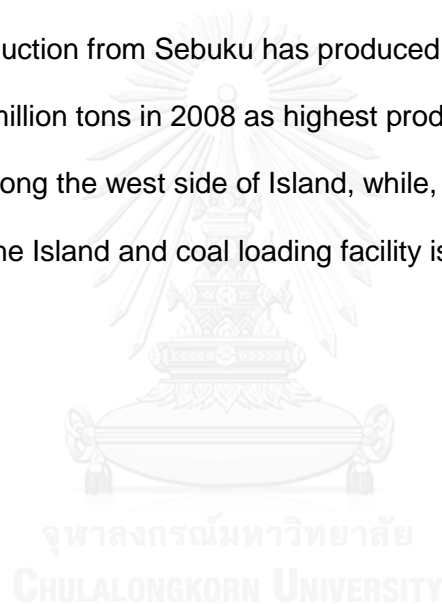 uction from Sebuku has produced
million tons in 2008 as highest prod
ong the west side of Island, while,
he Island and coal loading facility is
จุฬาลงกรณ์มหาวิทยาลัย
CHULALONGKORN UNIVERSITY